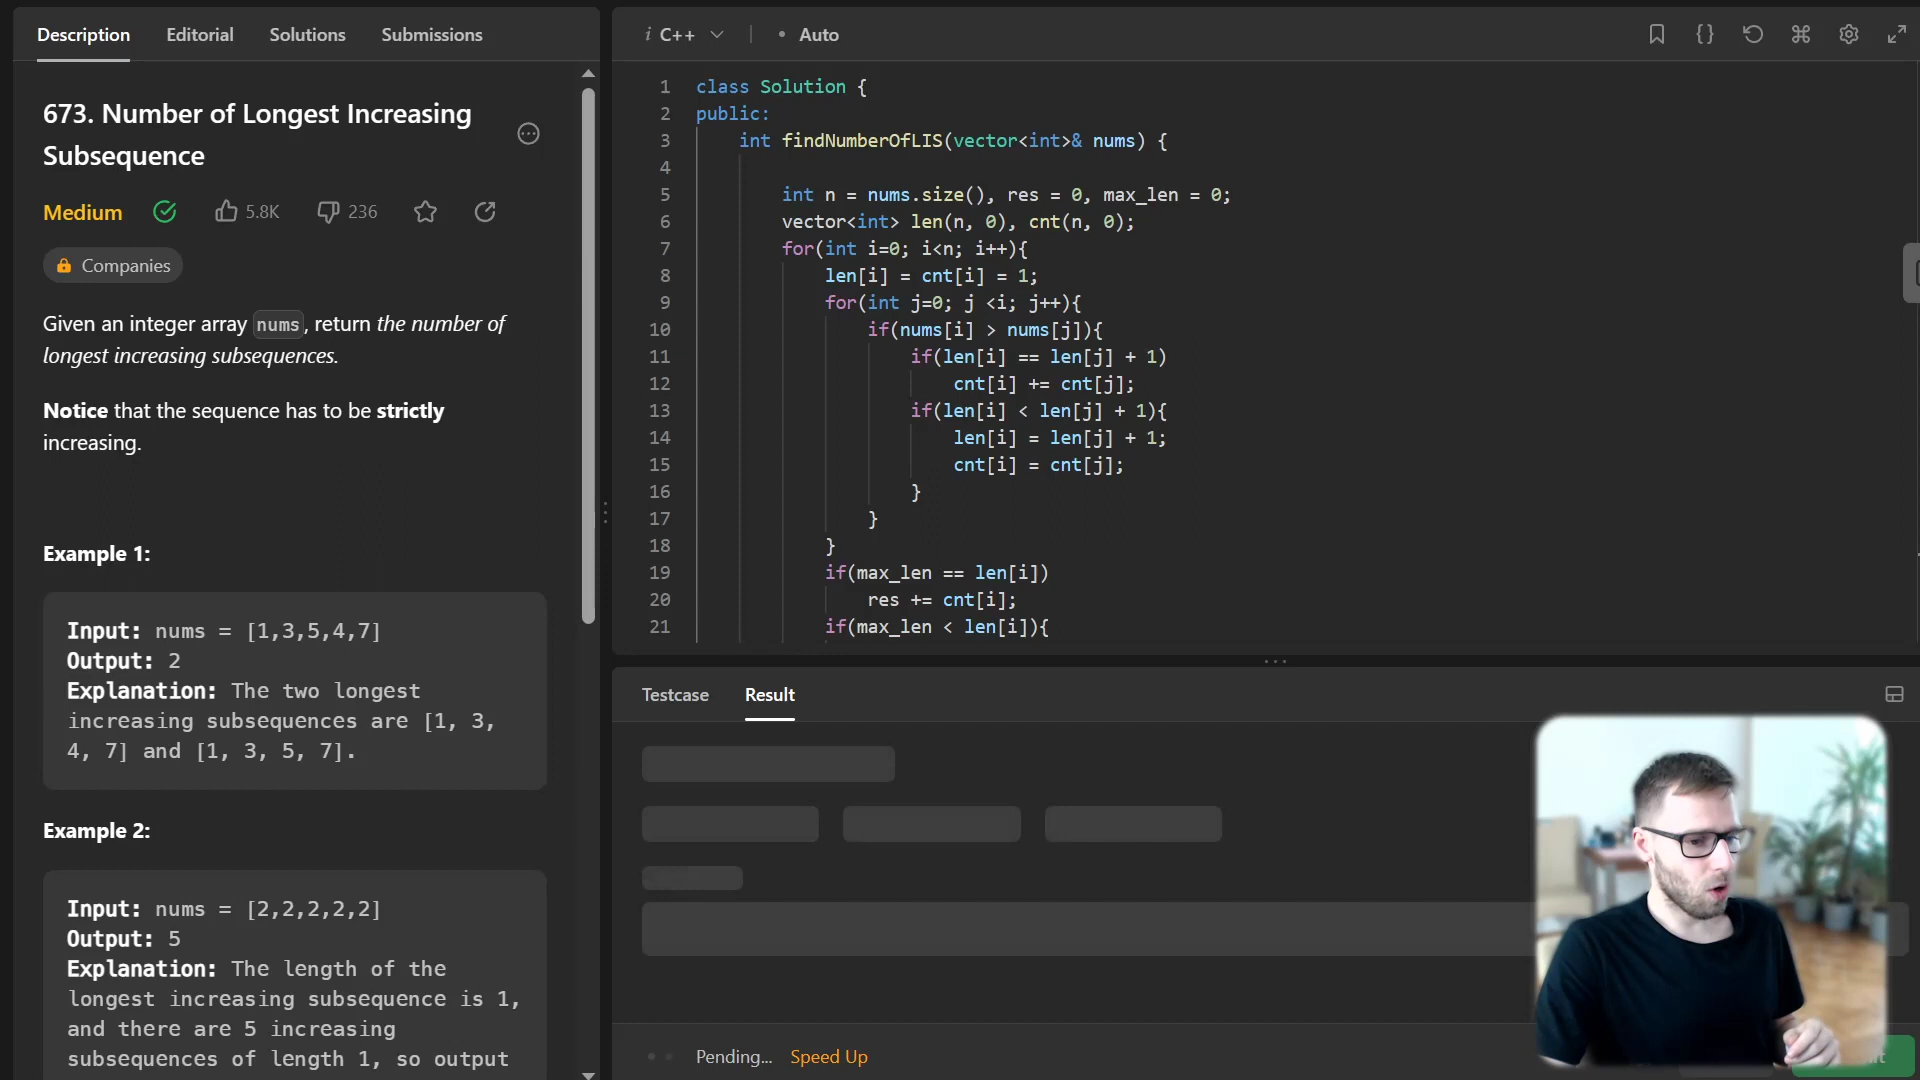 Description Editorial Solutions Submissions
673. Number of Longest Increasing
Subsequence
Medium 5.8K 236
Companies
Given an integer array nums, return the number of
longest increasing subsequences.
Notice that the sequence has to be strictly
increasing.
Example 1:
Input: nums = [1,3,5,4,7]
Output: 2
Explanation: The two longest
increasing subsequences are [1, 3,
4, 7] and [1, 3, 5, 7].
Example 2:
Input: nums = [2,2,2,2,2]
Output: 5
Explanation: The length of the
longest increasing subsequence is 1,
and there are 5 increasing
subsequences of length 1, so output
i C++ • Auto
1 class Solution {
2 public:
3 int findNumberOfLIS(vector<int>& nums) {
4
5 int n = nums.size(), res = 0, max_len = 0;
6 vector<int> len(n, 0), cnt(n, 0);
7 for(int i=0; i<n; i++){
8 len[i] = cnt[i] = 1;
9 for(int j=0; j <i; j++){
10 if(nums[i] > nums[j]){
11 if(len[i] == len[j] + 1)
12 cnt[i] += cnt[j];
13 if(len[i] < len[j] + 1){
14 len[i] = len[j] + 1;
15 cnt[i] = cnt[j];
16 }
17 }
18 }
19 if(max_len == len[i])
20 res += cnt[i];
21 if(max_len < len[i]){
Testcase Result
Pending... Speed Up